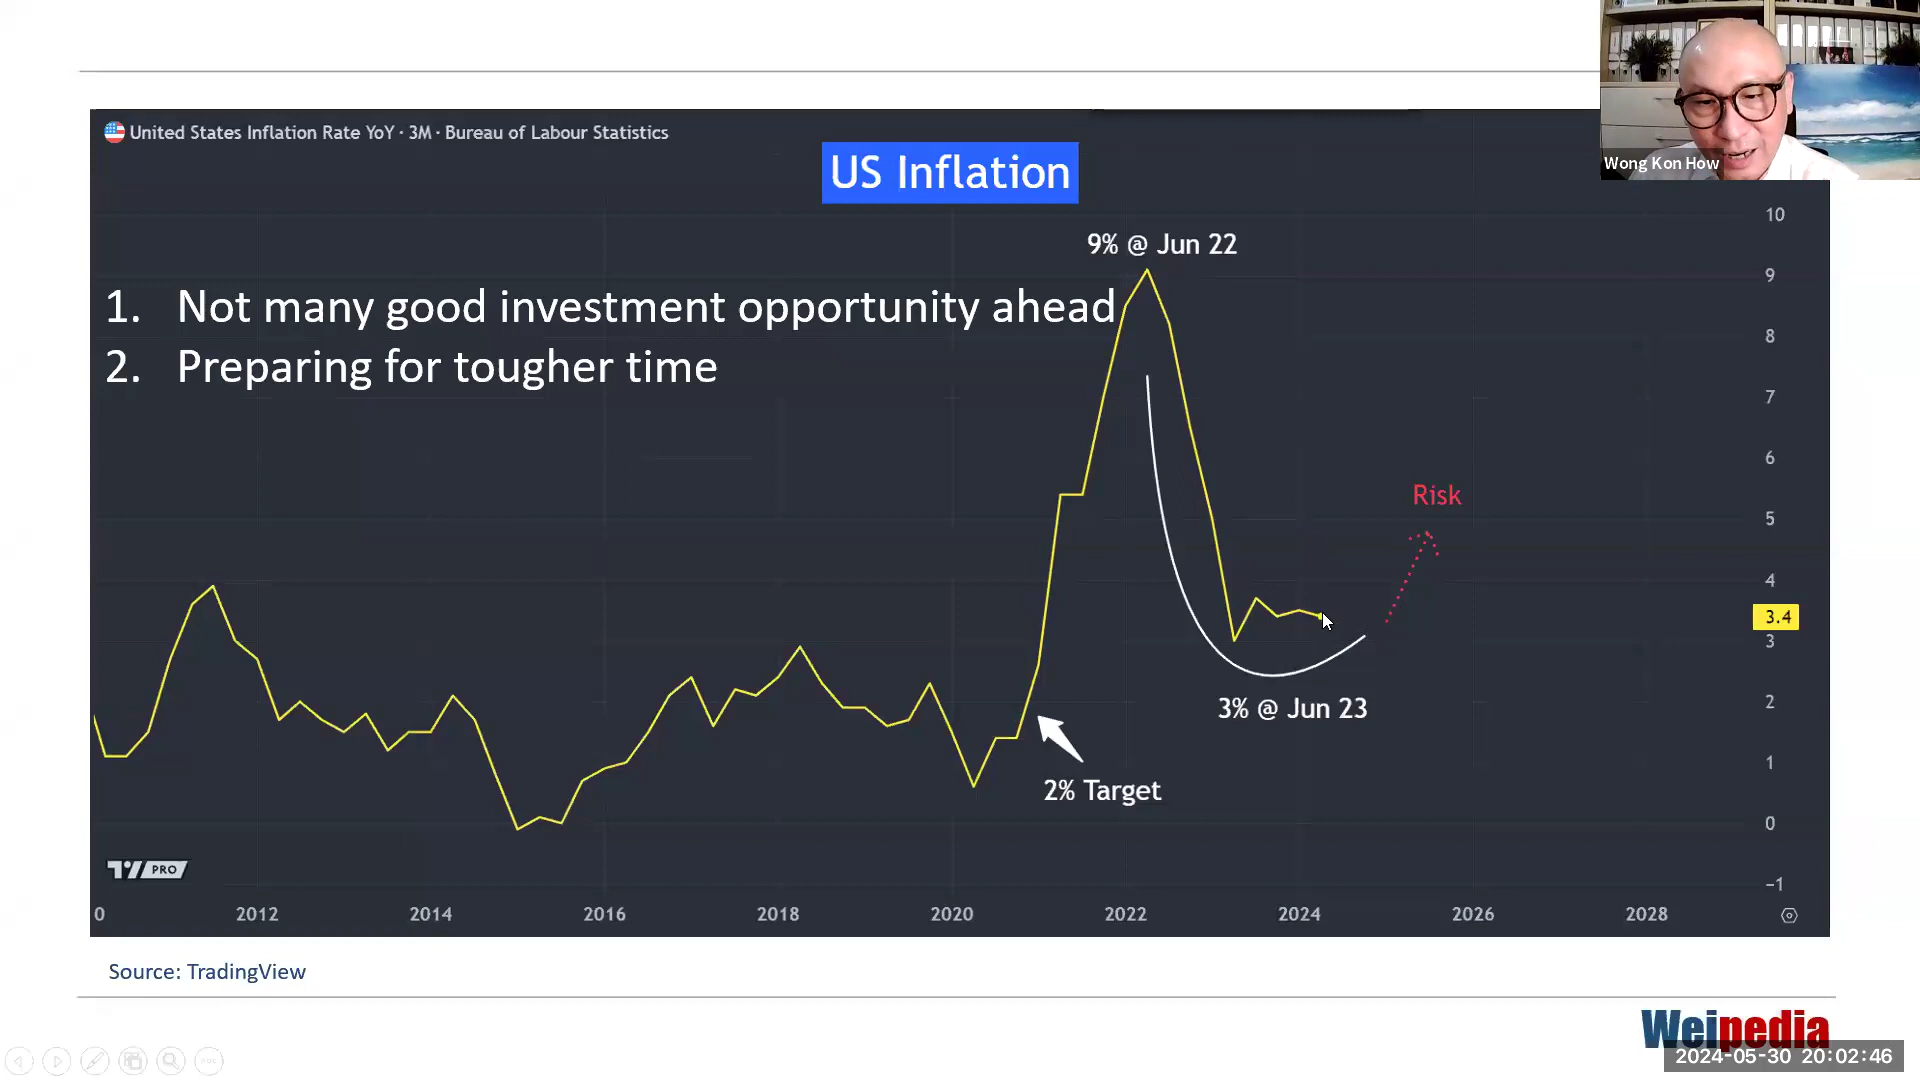 Wong Kon How
United States Inflation Rate YoY · 3M · Bureau of Labour Statistics
US Inflation
9% @ Jun 22
1. Not many good investment opportunity ahead
2. Preparing for tougher time
Risk
3% @ Jun 23
2% Target
10
9
8
7
6
5
4
3.4
3
2
1
0
−1
PRO
0 2012 2014 2016 2018 2020 2022 2024 2026 2028
Source: TradingView
Weipedia
2024-05-30 20:02:46